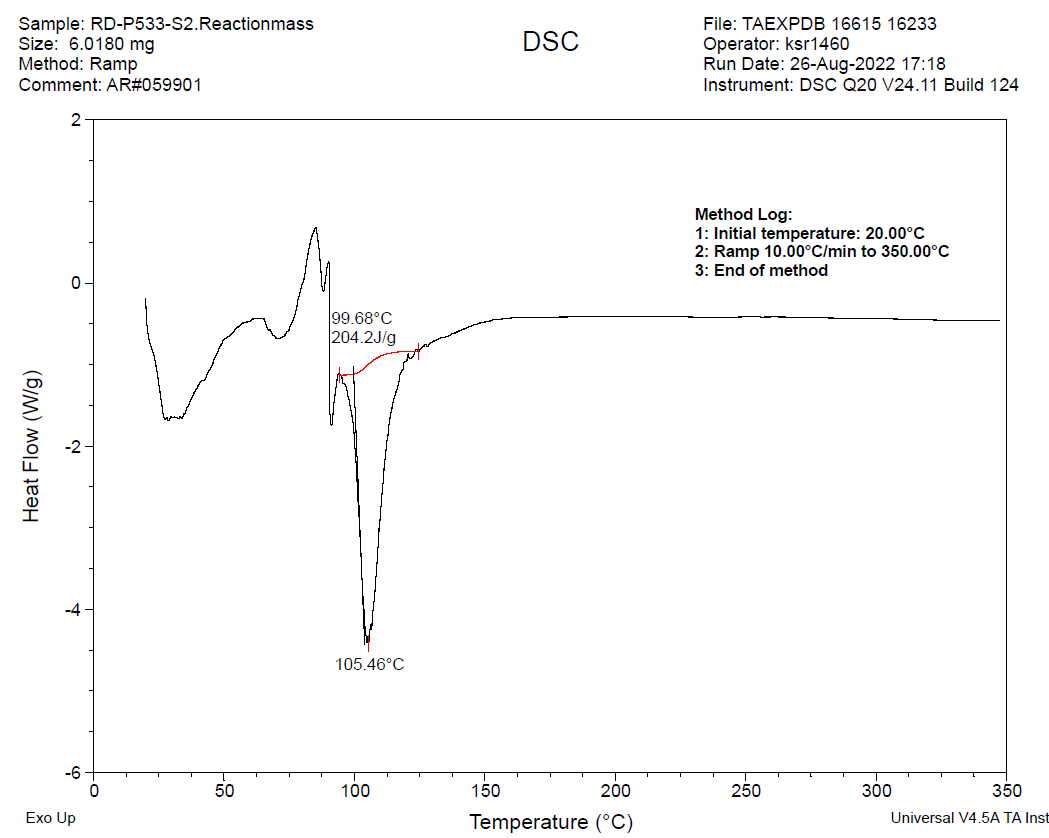 Sample: RD-P533-S2.Reactionmass
Size: 6.0180 mg
Method: Ramp
Comment: AR#059901
DSC
File: TAEXPDB 16615 16233
Operator: ksr1460
Run Date: 26-Aug-2022 17:18
Instrument: DSC Q20 V24.11 Build 124
2
0
-2
-4
-6
Heat Flow (W/g)
Method Log:
1: Initial temperature: 20.00°C
2: Ramp 10.00°C/min to 350.00°C
3: End of method
99.68°C
204.2J/g
105.46°C
0 50 100 150 200 250 300 350
Exo Up
Temperature (°C)
Universal V4.5A TA Inst